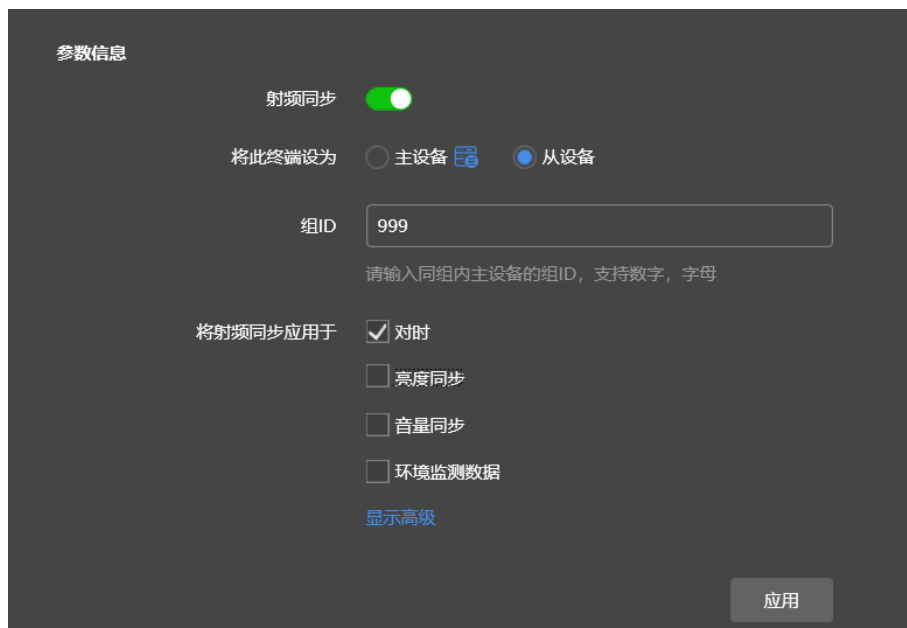 参数信息
射频同步
将此终端设为 主设备 从设备
组ID 999
请输入同组内主设备的组ID，支持数字，字母
将射频同步应用于 对时
亮度同步
音量同步
环境监测数据
显示高级
应用